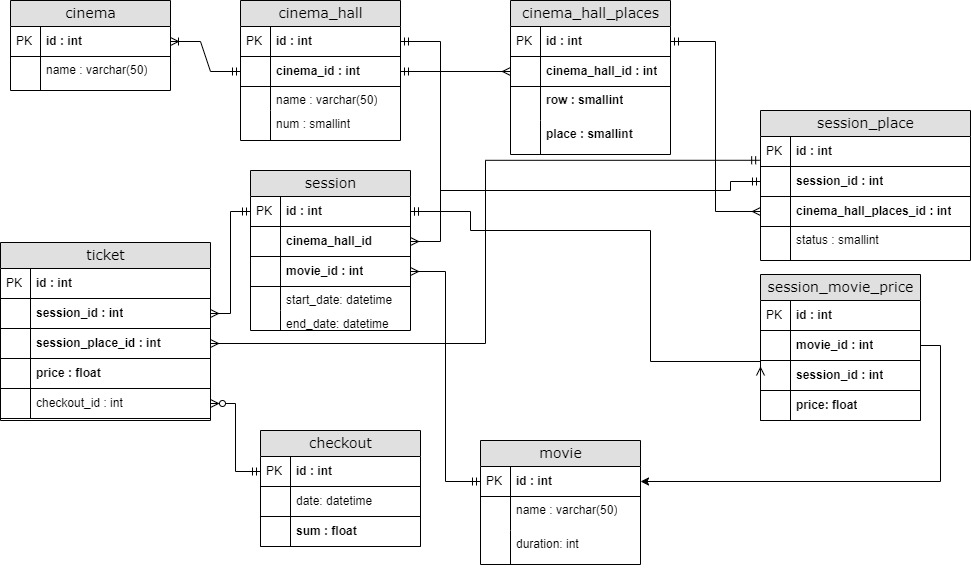 cinema
PK id : int
name : varchar(50)
cinema_hall
PK id : int
cinema_id : int
name : varchar(50)
num : smallint
cinema_hall_places
PK id : int
cinema_hall_id : int
row : smallint
place : smallint
session_place
PK id : int
session_id : int
cinema_hall_places_id : int
status : smallint
session
PK id : int
cinema_hall_id
movie_id : int
start_date: datetime
end_date: datetime
ticket
PK id : int
session_id : int
session_place_id : int
price : float
checkout_id : int
session_movie_price
PK id : int
movie_id : int
session_id : int
price: float
checkout
PK id : int
date: datetime
sum : float
movie
PK id : int
name : varchar(50)
duration: int